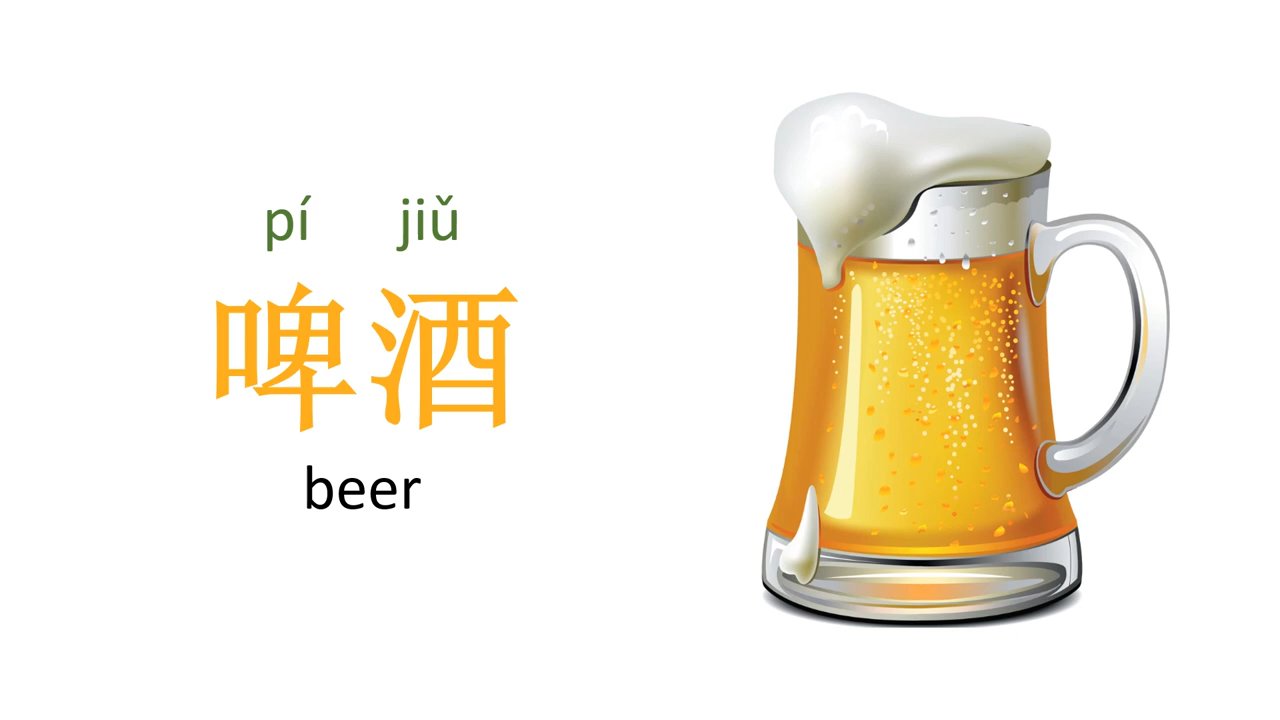 pí jiǔ
啤酒
beer